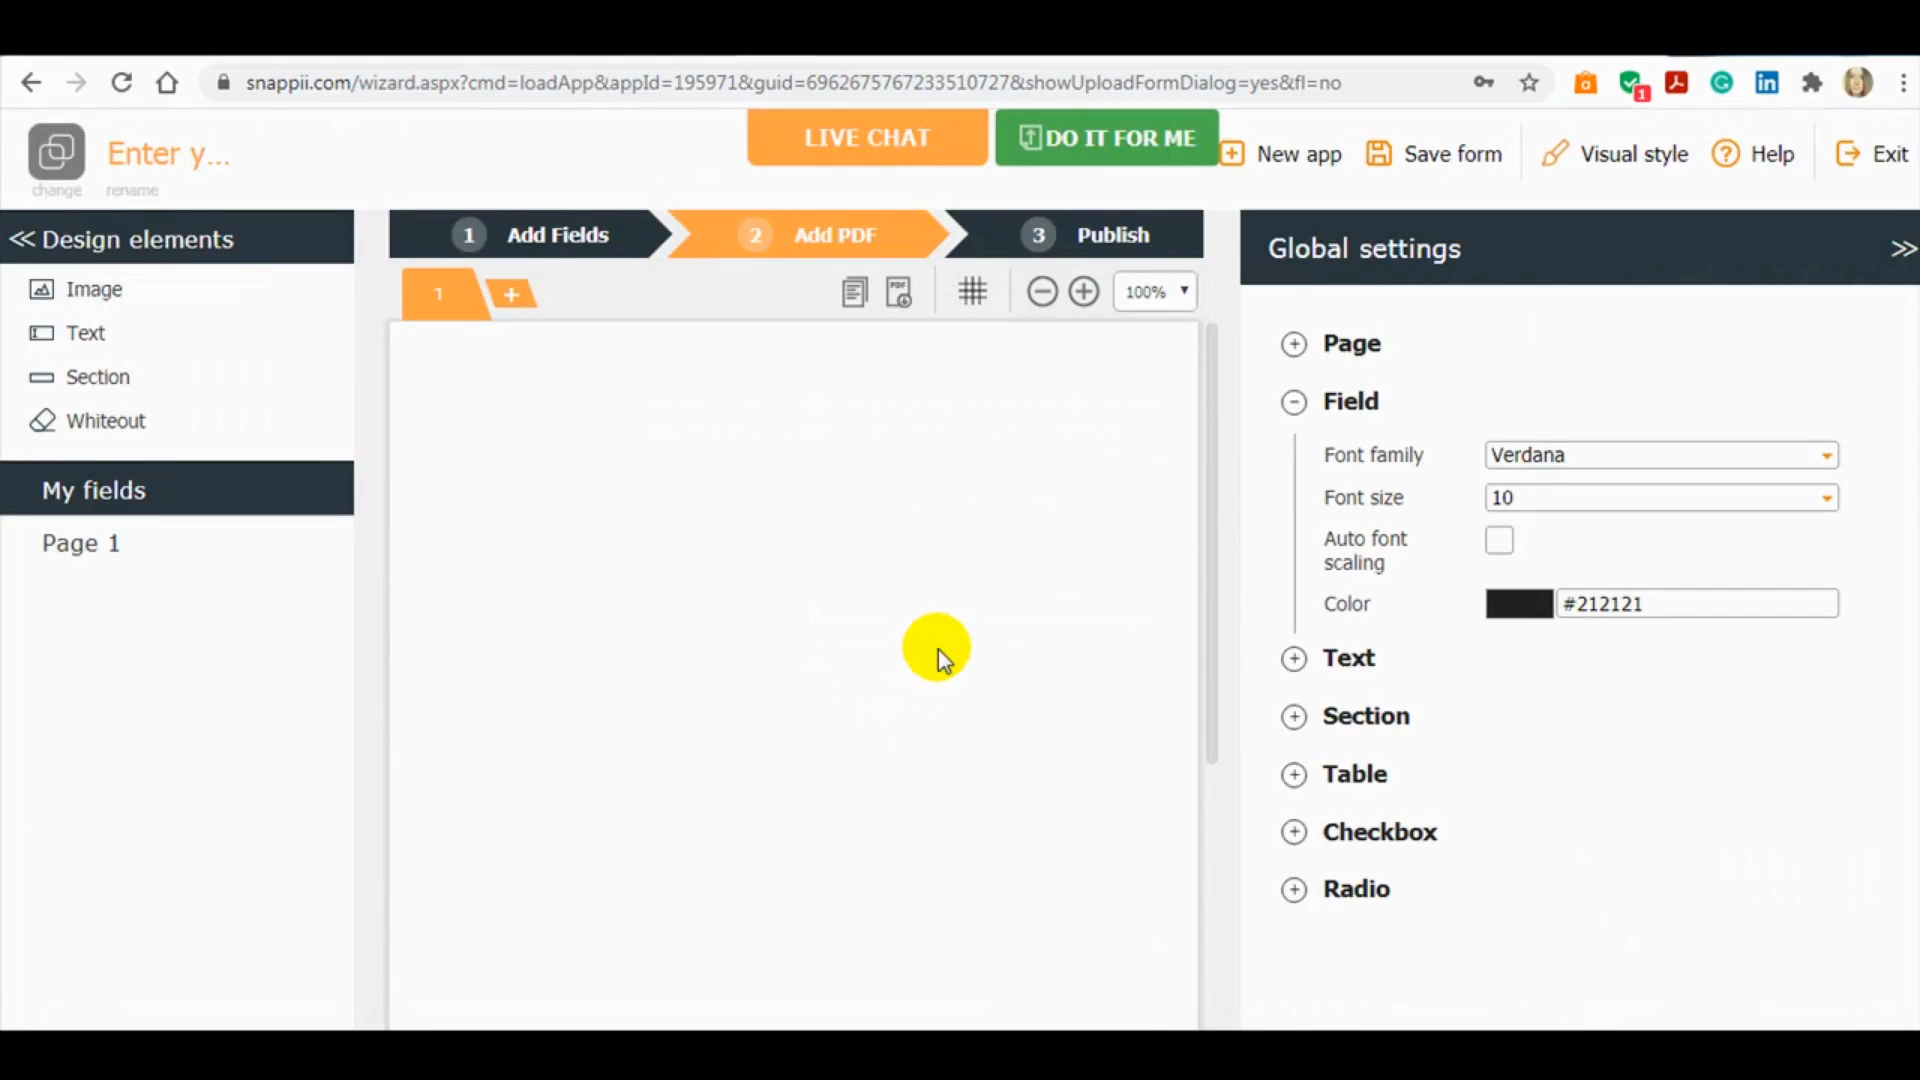 snappii.com/wizard.aspx?cmd=loadApp&appId=195971&guid=6962675767233510727&showUploadFormDialog=yes&fl=no
1
change
Enter y...
rename
LIVE CHAT
DO IT FOR ME
New app
Save form
Visual style
Help
Exit
Design elements
Image
Text
Section
Whiteout
My fields
Page 1
1 Add Fields
2 Add PDF
3 Publish
1
+
PDF
100%
Global settings
Page
Field
Font family Verdana
Font size 10
Auto font
scaling
Color #212121
Text
Section
Table
Checkbox
Radio